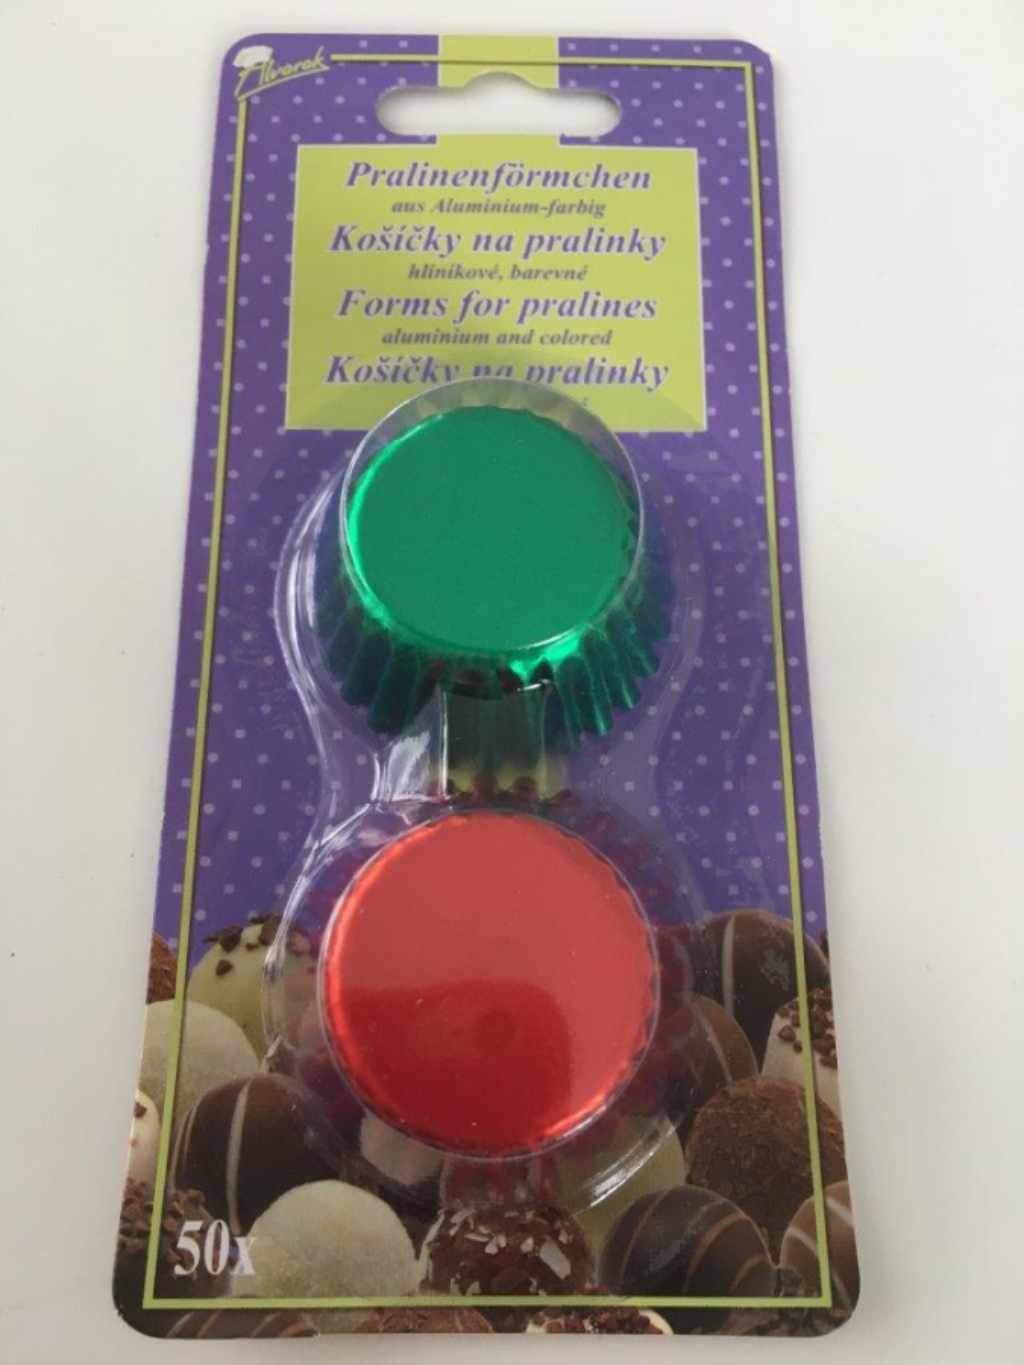 Alvarak
Pralinenförmchen
aus Aluminium-farbig
Košíčky na pralinky
hliníkové, barevné
Forms for pralines
aluminium and colored
Košíčky na pralinky
50x